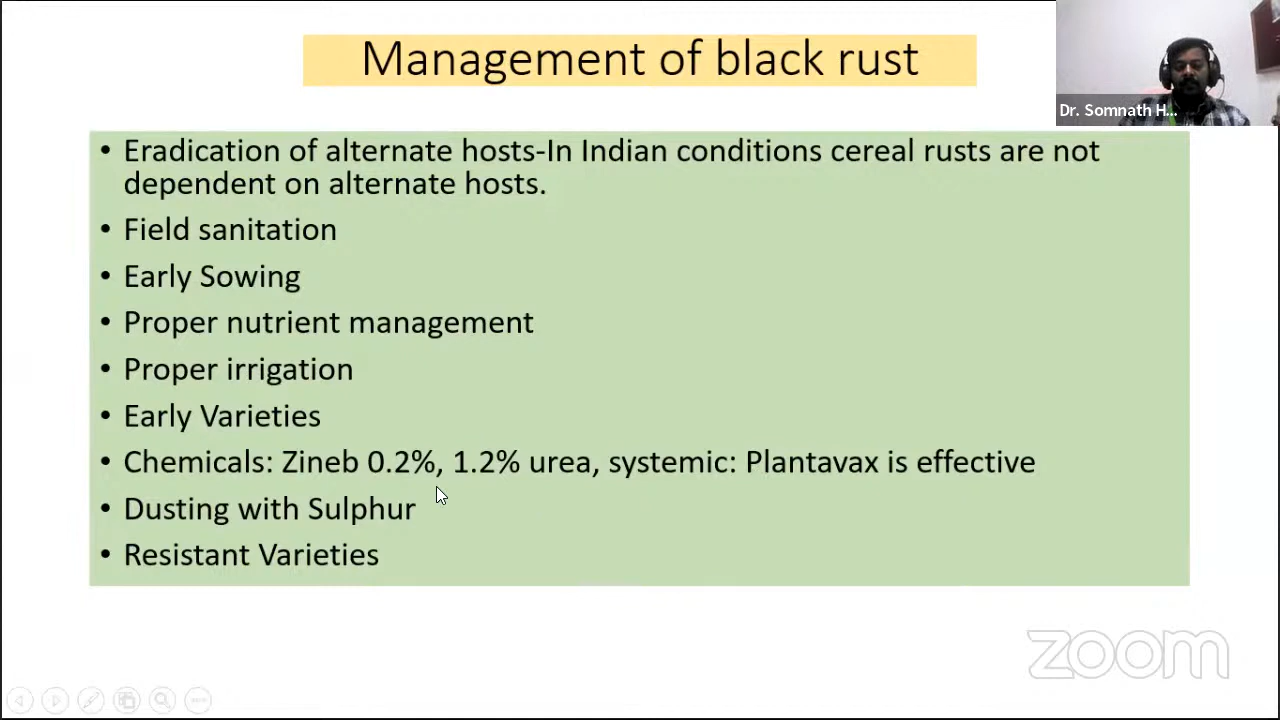 Management of black rust
Dr. Somnath H...
• Eradication of alternate hosts-In Indian conditions cereal rusts are not
dependent on alternate hosts.
• Field sanitation
• Early Sowing
• Proper nutrient management
• Proper irrigation
• Early Varieties
• Chemicals: Zineb 0.2%, 1.2% urea, systemic: Plantavax is effective
• Dusting with Sulphur
• Resistant Varieties
zoom